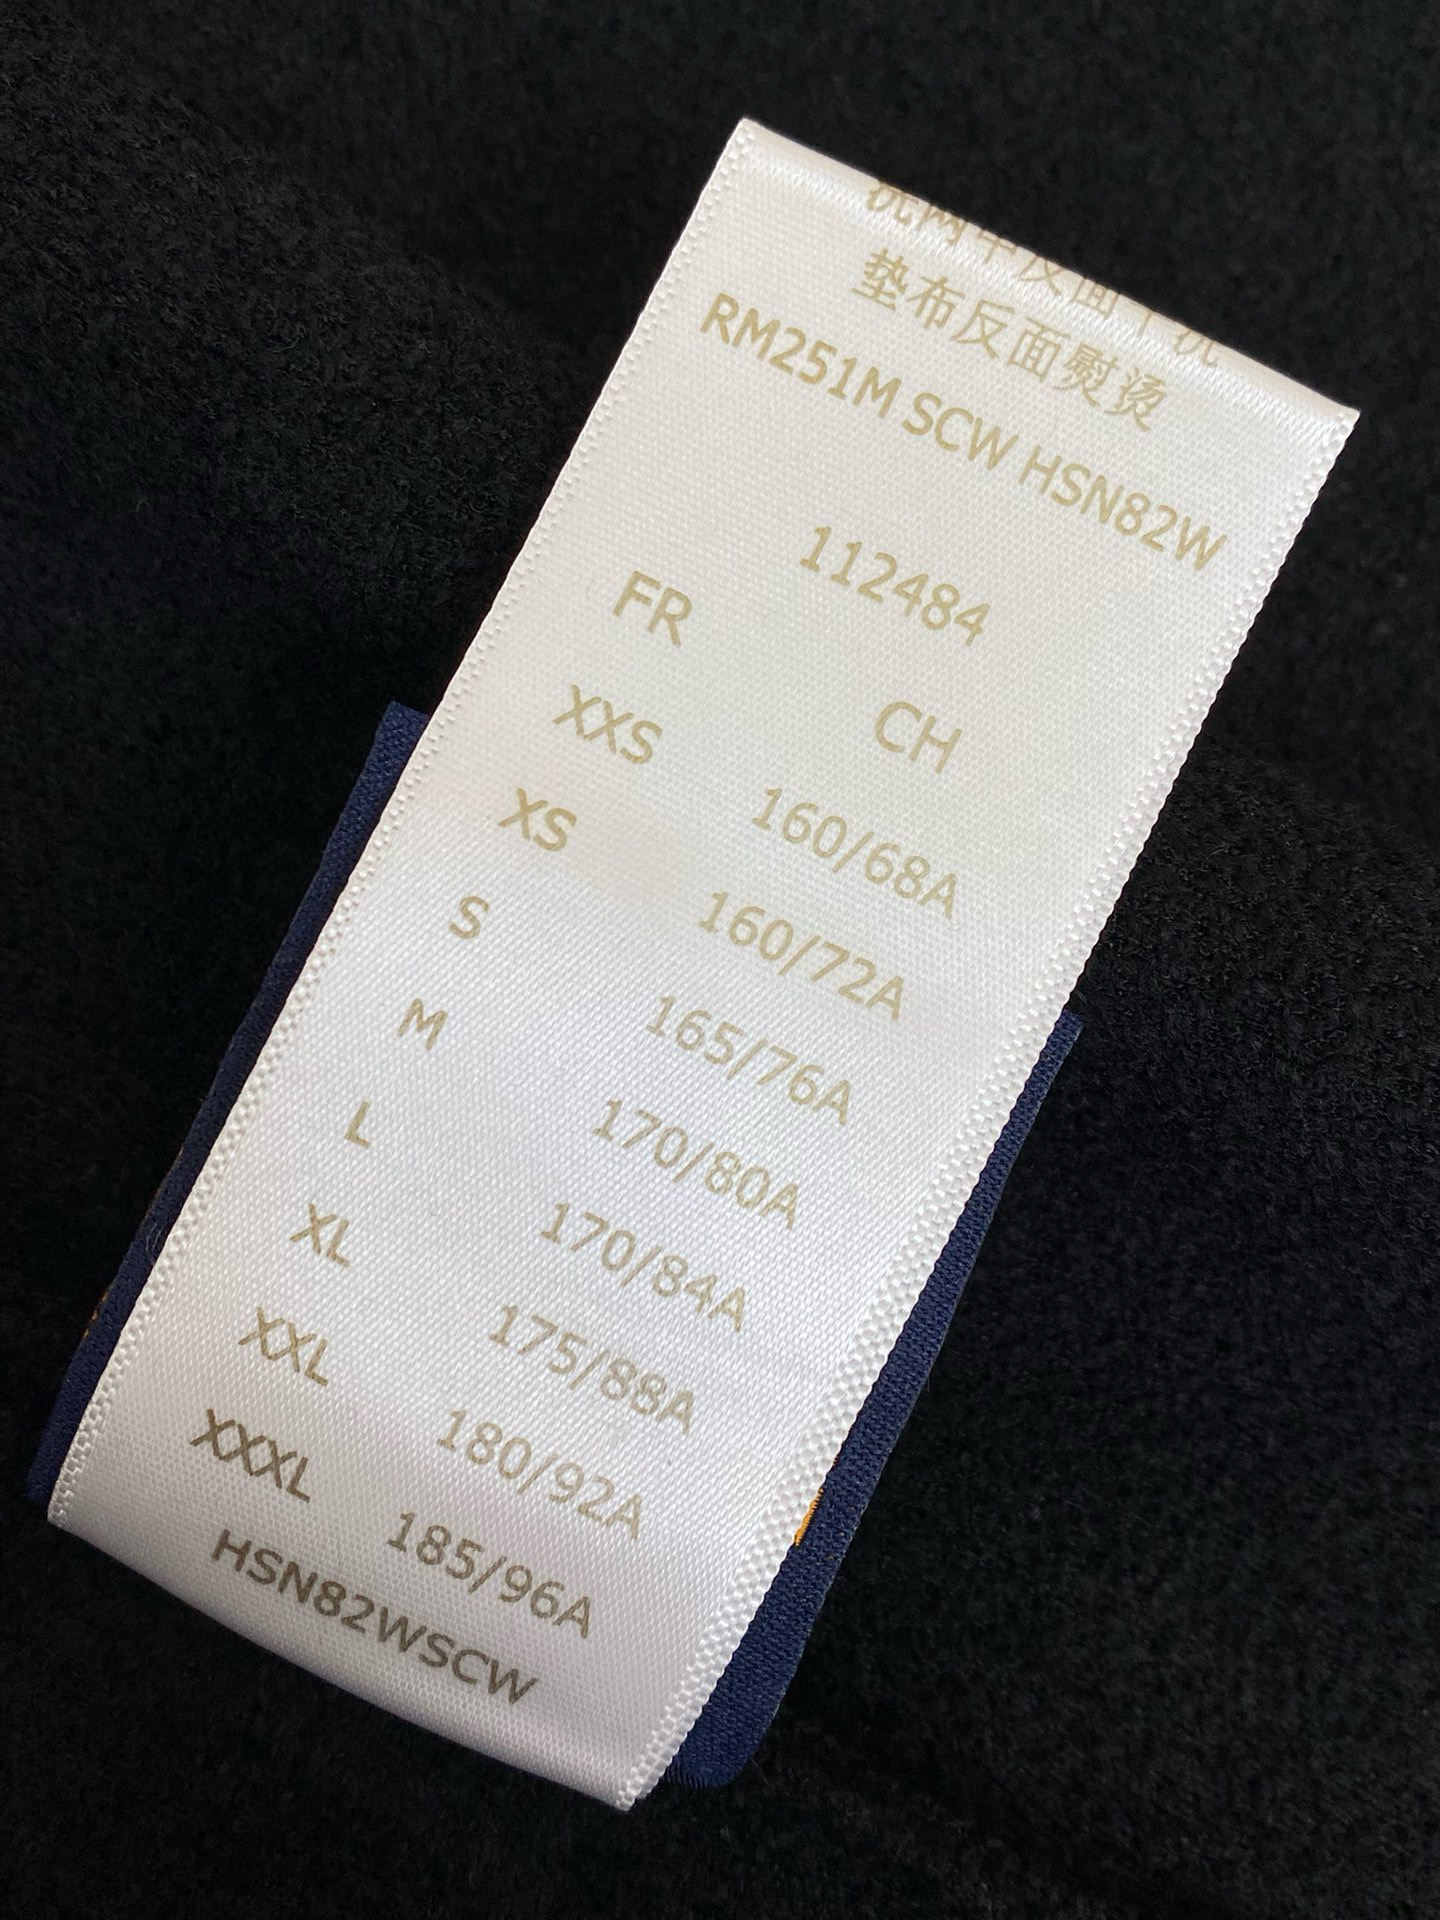 垫布反面熨烫
RM251M SCW HSN82W
112484
FR CH
XXS 160/68A
XS 160/72A
S 165/76A
M 170/80A
L 170/84A
XL 175/88A
XXL 180/92A
XXXL 185/96A
HSN82WSCW